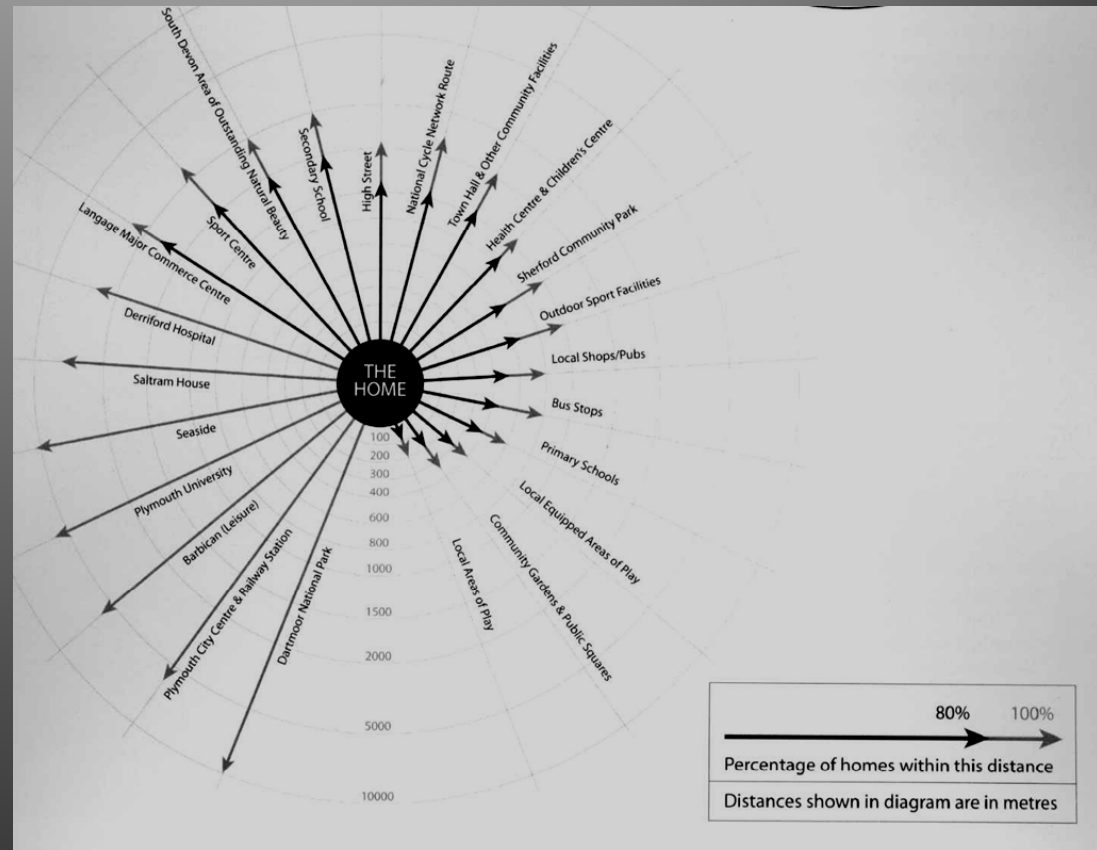 South Devon Area of Outstanding Natural Beauty
Secondary School
High Street
National Cycle Network Route
Town Hall & Other Community Facilities
Health Centre & Children's Centre
Sherford Community Park
Outdoor Sport Facilities
Local Shops/Pubs
Bus Stops
Primary Schools
Local Equipped Areas of Play
Community Gardens & Public Squares
Local Areas of Play
Dartmoor National Park
Plymouth City Centre & Railway Station
Barbican (Leisure)
Plymouth University
Seaside
Saltram House
Derriford Hospital
Langage Major Commerce Centre
Sport Centre
THE
HOME
100
200
300
400
600
800
1000
1500
2000
5000
10000
80% 100%
Percentage of homes within this distance
Distances shown in diagram are in metres